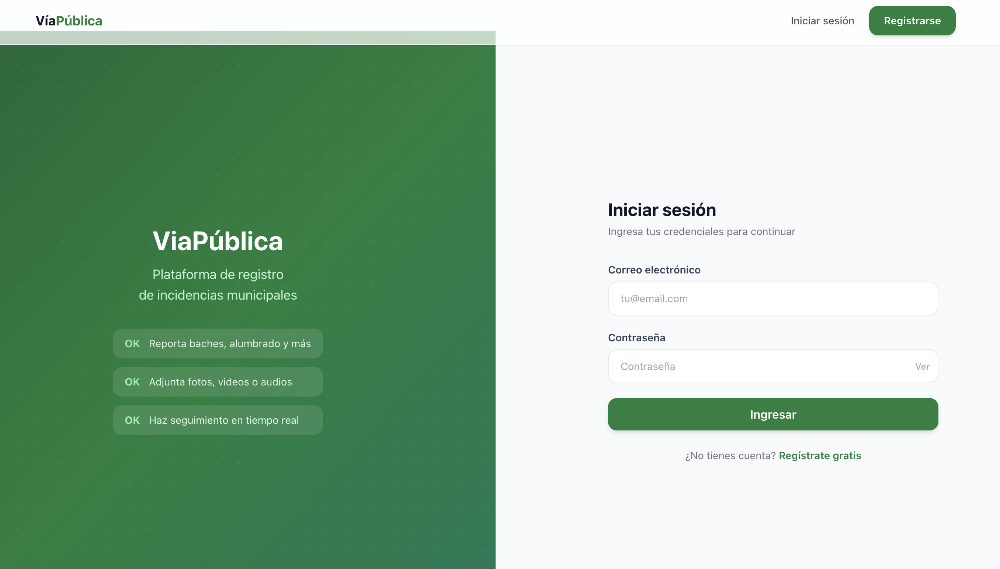 VíaPública
Iniciar sesión
Registrarse
ViaPública
Plataforma de registro
de incidencias municipales
OK Reporta baches, alumbrado y más
OK Adjunta fotos, videos o audios
OK Haz seguimiento en tiempo real
Iniciar sesión
Ingresa tus credenciales para continuar
Correo electrónico
tu@email.com
Contraseña
Contraseña Ver
Ingresar
¿No tienes cuenta? Regístrate gratis